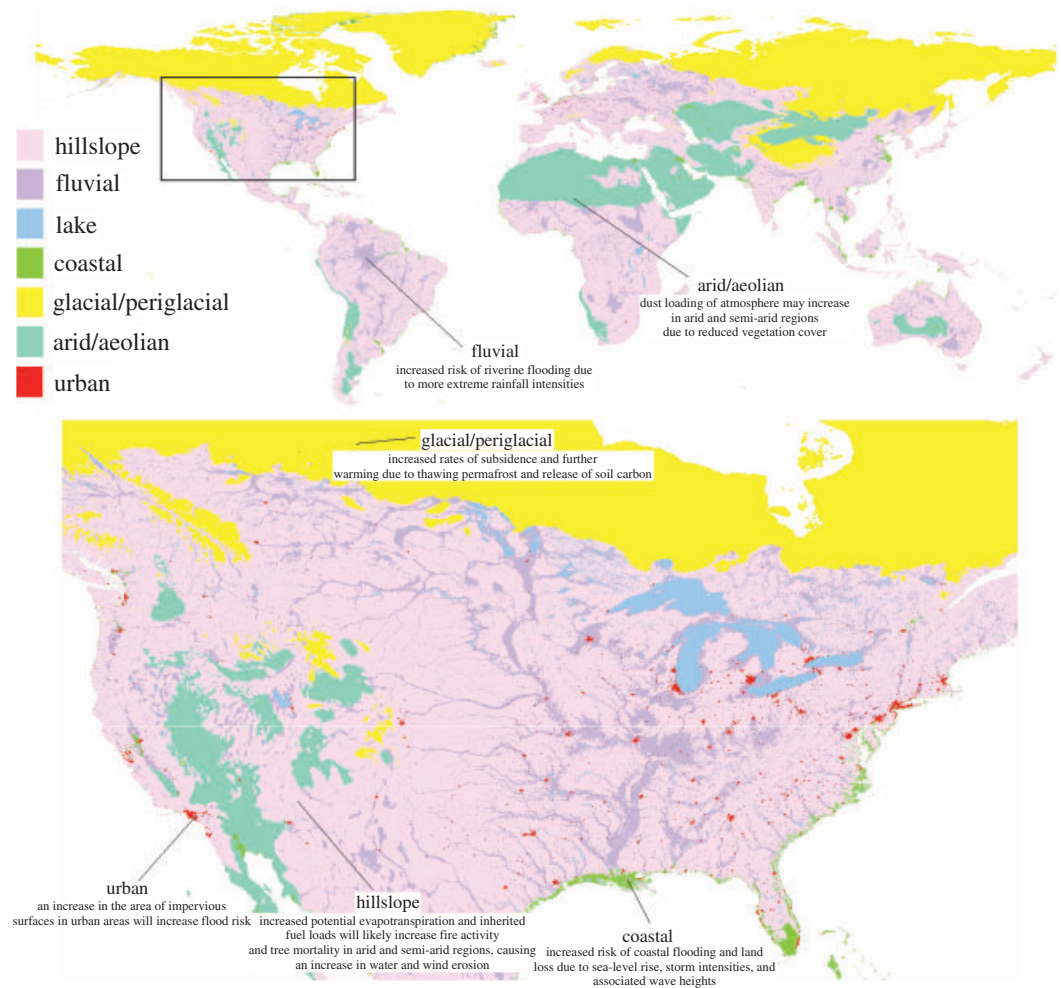 hillslope
fluvial
lake
coastal
glacial/periglacial
arid/aeolian
urban
arid/aeolian
dust loading of atmosphere may increase
in arid and semi-arid regions
due to reduced vegetation cover
fluvial
increased risk of riverine flooding due
to more extreme rainfall intensities
glacial/periglacial
increased rates of subsidence and further
warming due to thawing permafrost and release of soil carbon
urban
an increase in the area of impervious
surfaces in urban areas will increase flood risk
hillslope
increased potential evapotranspiration and inherited
fuel loads will likely increase fire activity
and tree mortality in arid and semi-arid regions, causing
an increase in water and wind erosion
coastal
increased risk of coastal flooding and land
loss due to sea-level rise, storm intensities, and
associated wave heights